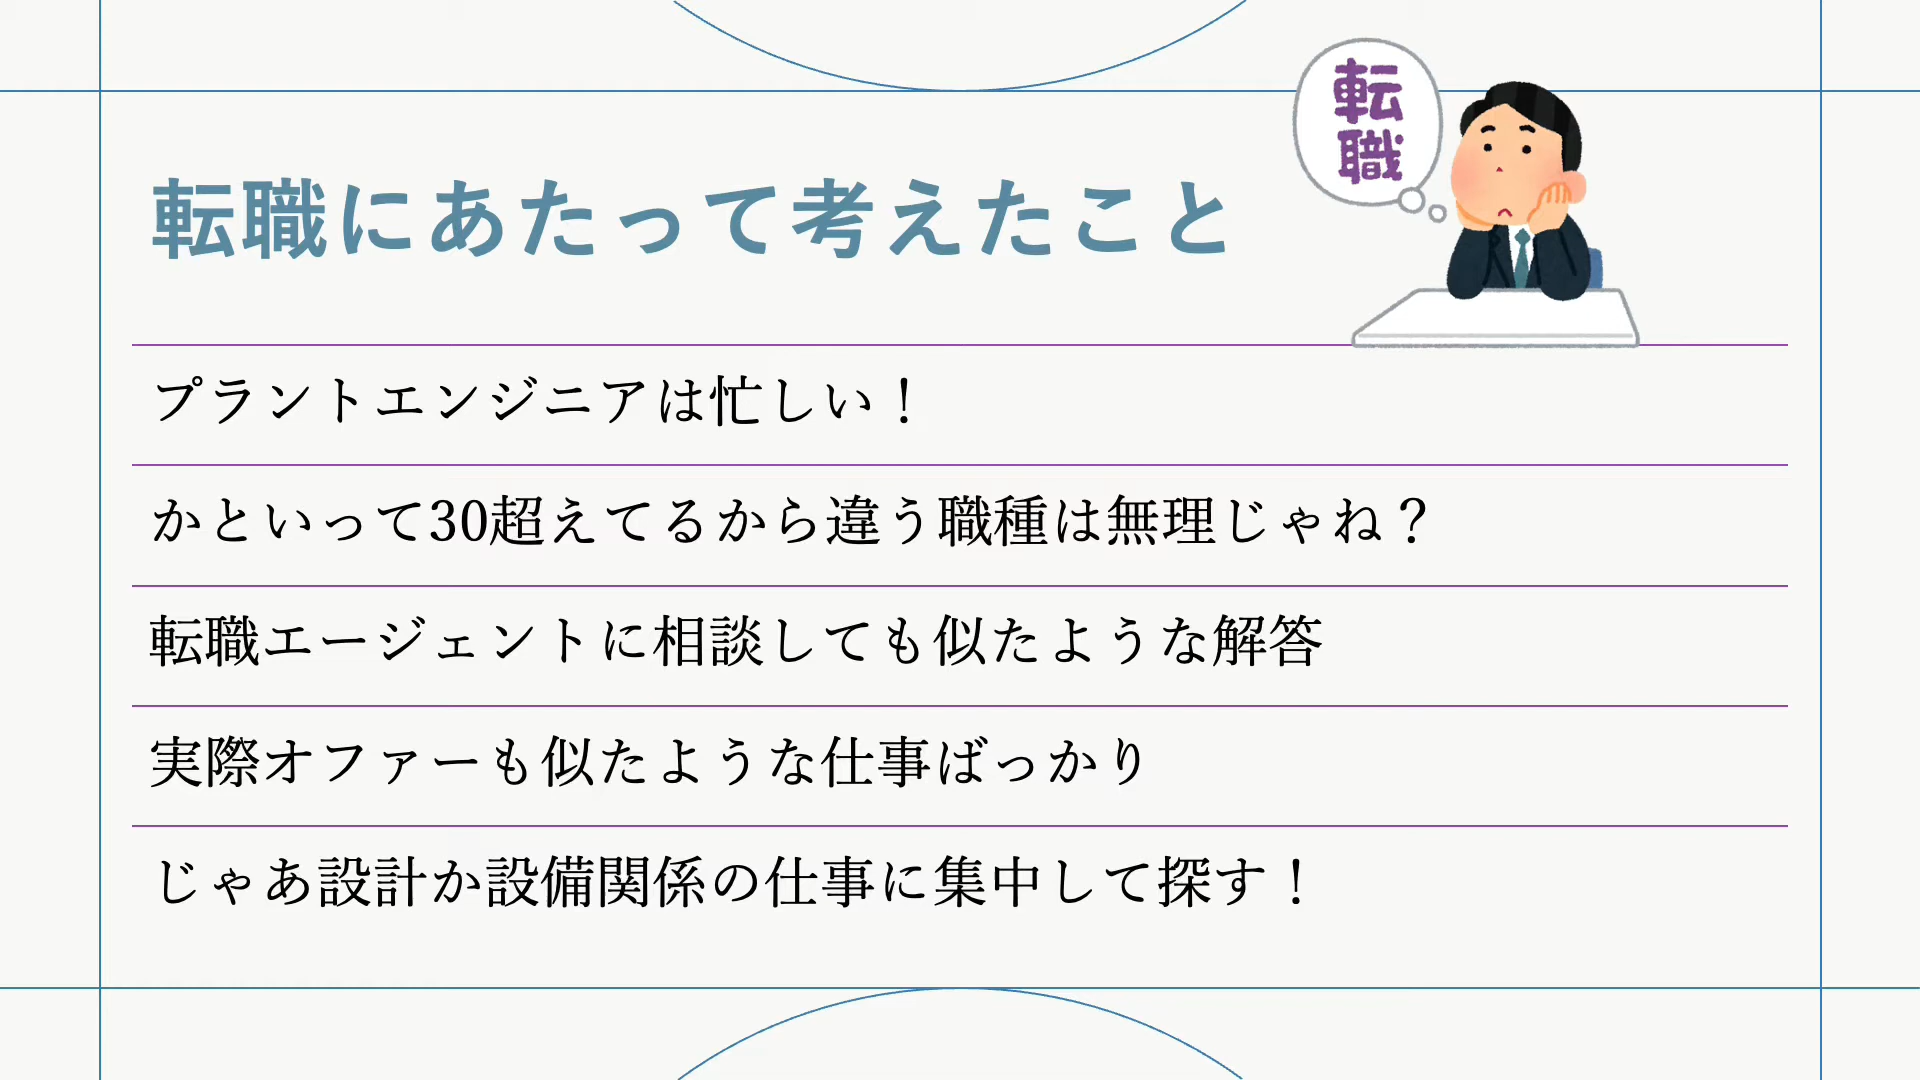 転職
転職にあたって考えたこと
プラントエンジニアは忙しい！
かといって30超えてるから違う職種は無理じゃね？
転職エージェントに相談しても似たような解答
実際オファーも似たような仕事ばっかり
じゃあ設計か設備関係の仕事に集中して探す！